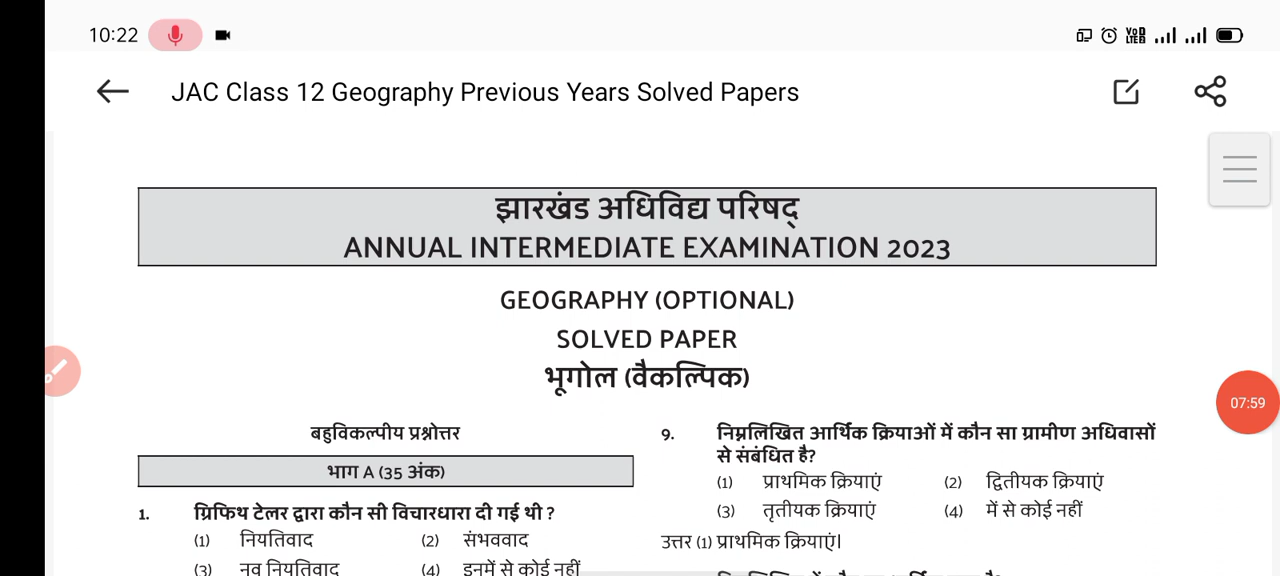 10:22
VoD LTE
JAC Class 12 Geography Previous Years Solved Papers
झारखंड अधिविद्य परिषद्
ANNUAL INTERMEDIATE EXAMINATION 2023
GEOGRAPHY (OPTIONAL)
SOLVED PAPER
भूगोल (वैकल्पिक)
07:59
बहुविकल्पीय प्रश्नोत्तर
भाग A (35 अंक)
1. ग्रिफिथ टेलर द्वारा कौन सी विचारधारा दी गई थी ?
(1) नियतिवाद (2) संभववाद
(3) नव नियतिवाद (4) इनमें से कोई नहीं
9. निम्नलिखित आर्थिक क्रियाओं में कौन सा ग्रामीण अधिवासों
से संबंधित है?
(1) प्राथमिक क्रियाएं (2) द्वितीयक क्रियाएं
(3) तृतीयक क्रियाएं (4) में से कोई नहीं
उत्तर (1) प्राथमिक क्रियाएं।